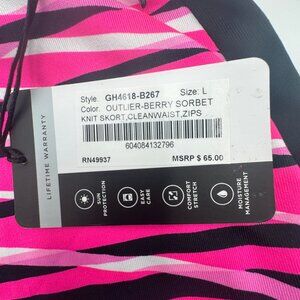 Style. GH4618-B267 Size: L
Color. OUTLIER-BERRY SORBET
KNIT SKORT,CLEANWAIST,ZIPS
604084132796
RN49937 MSRP $ 65.00
LIFETIME WARRANTY
SUN PROTECTION
EASY CARE
COMFORT STRETCH
MOISTURE MANAGEMENT